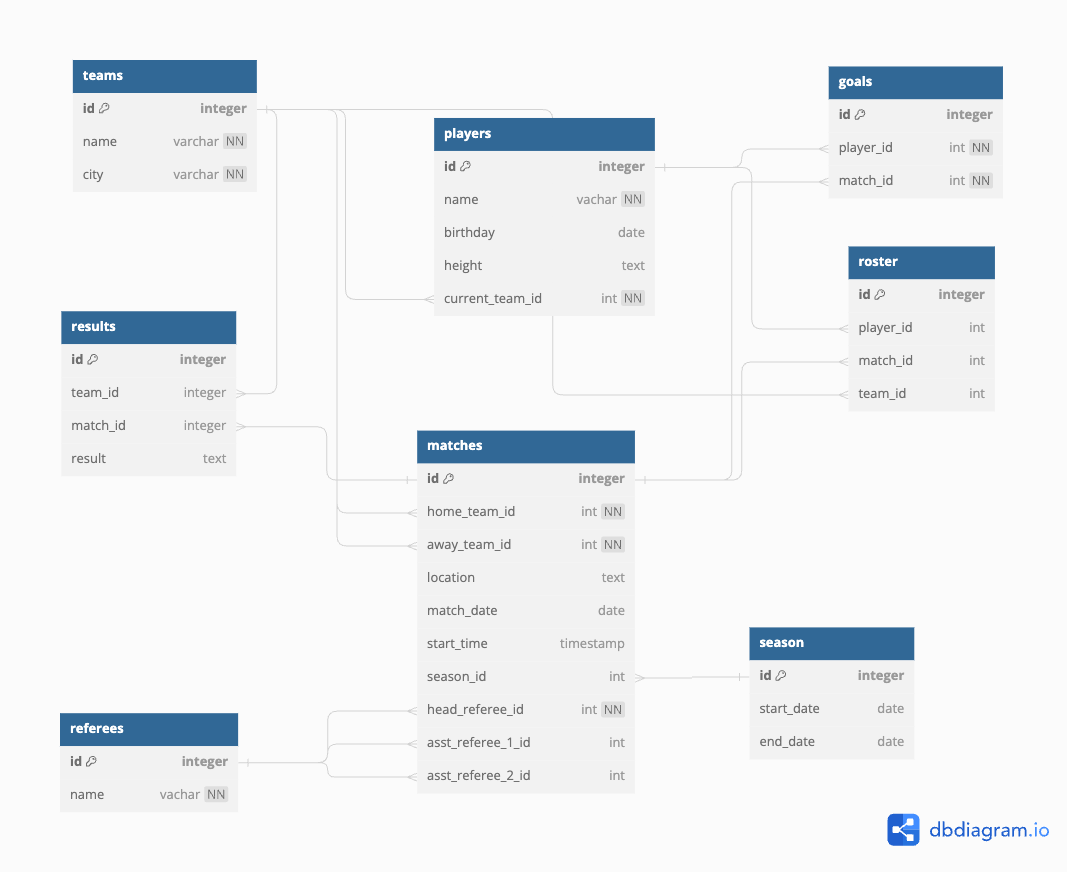 teams
id integer
name varchar NN
city varchar NN
players
id integer
name vachar NN
birthday date
height text
current_team_id int NN
goals
id integer
player_id int NN
match_id int NN
roster
id integer
player_id int
match_id int
team_id int
results
id integer
team_id integer
match_id integer
result text
matches
id integer
home_team_id int NN
away_team_id int NN
location text
match_date date
start_time timestamp
season_id int
head_referee_id int NN
asst_referee_1_id int
asst_referee_2_id int
season
id integer
start_date date
end_date date
referees
id integer
name vachar NN
dbdiagram.io